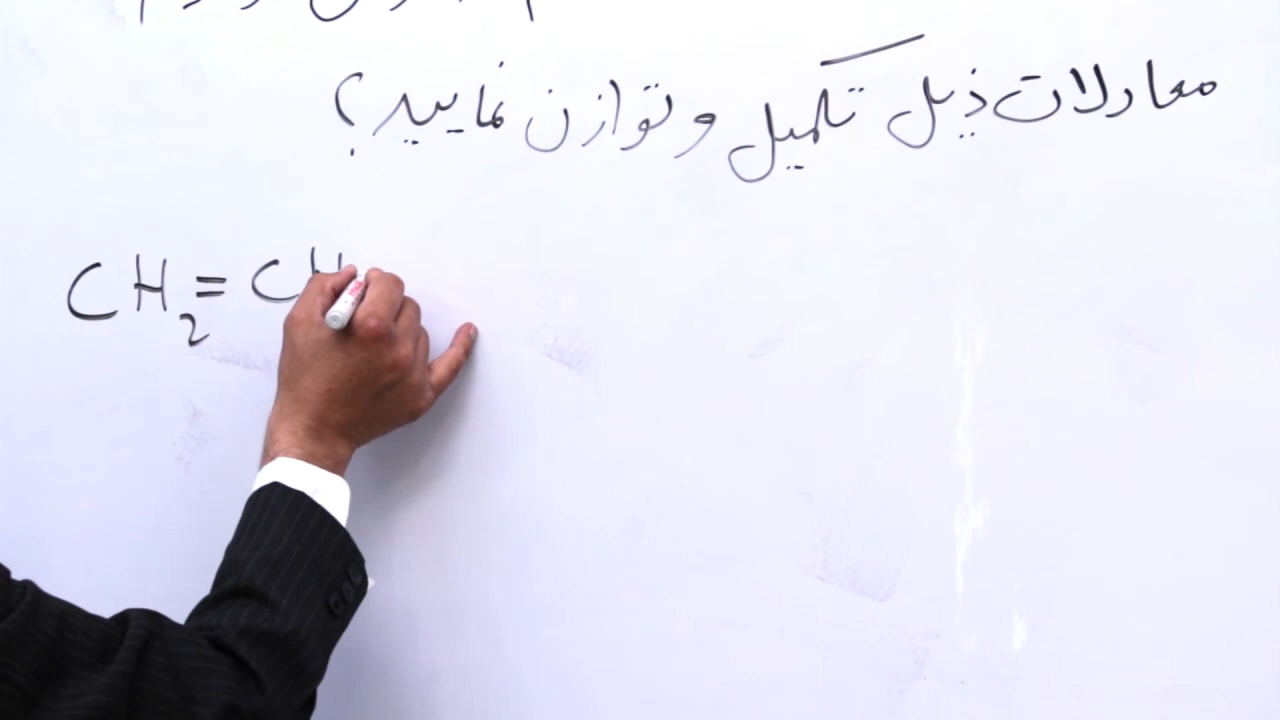 معادلات ذیل تکمیل و توازن نمایید؟
CH₂=CH